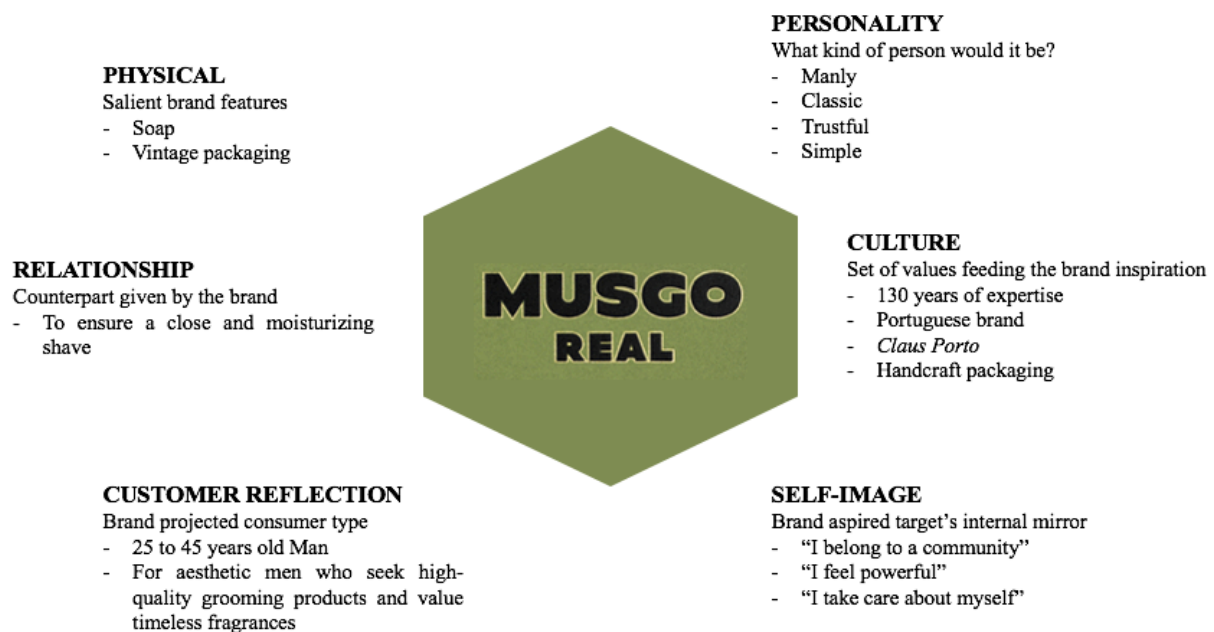 PERSONALITY
What kind of person would it be?
- Manly
- Classic
- Trustful
- Simple
PHYSICAL
Salient brand features
- Soap
- Vintage packaging
MUSGO
REAL
RELATIONSHIP
Counterpart given by the brand
- To ensure a close and moisturizing
shave
CULTURE
Set of values feeding the brand inspiration
- 130 years of expertise
- Portuguese brand
- Claus Porto
- Handcraft packaging
CUSTOMER REFLECTION
Brand projected consumer type
- 25 to 45 years old Man
- For aesthetic men who seek high-
quality grooming products and value
timeless fragrances
SELF-IMAGE
Brand aspired target’s internal mirror
- “I belong to a community”
- “I feel powerful”
- “I take care about myself”